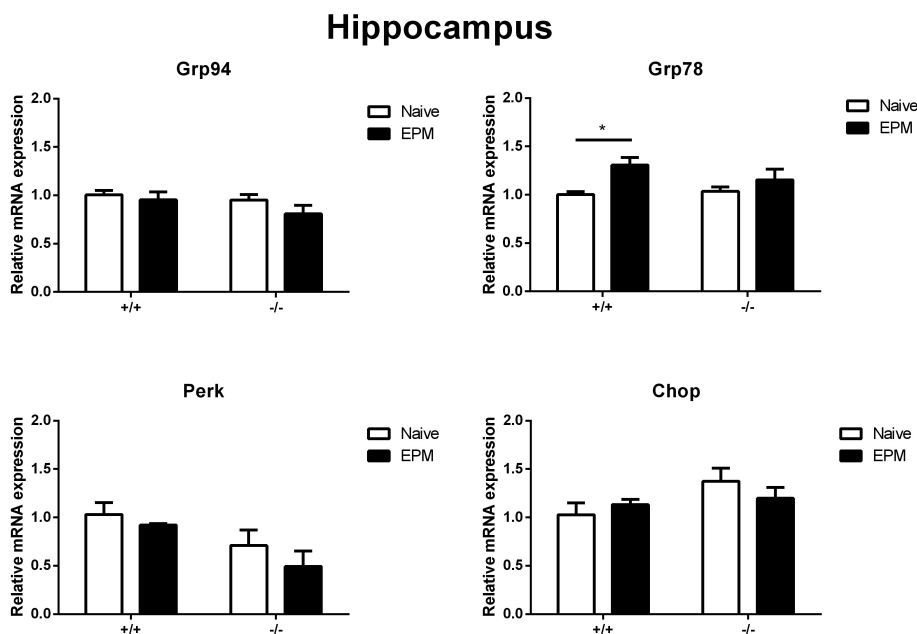 Hippocampus
Grp94
Relative mRNA expression
2.0
1.5
1.0
0.5
0.0
+/+
-/-
Naive
EPM
Grp78
Relative mRNA expression
2.0
1.5
1.0
0.5
0.0
*
+/+
-/-
Naive
EPM
Perk
Relative mRNA expression
2.0
1.5
1.0
0.5
0.0
+/+
-/-
Naive
EPM
Chop
Relative mRNA expression
2.0
1.5
1.0
0.5
0.0
+/+
-/-
Naive
EPM